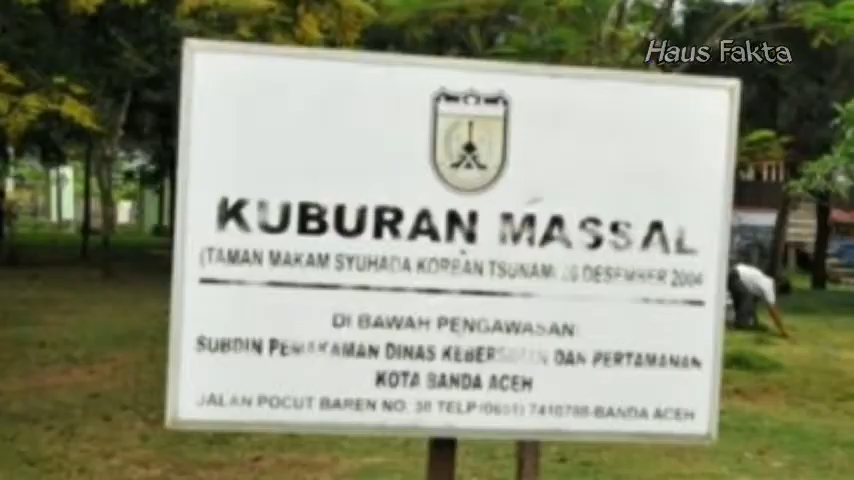 Haus Fakta
KUBURAN MASSAL
(TAMAN MAKAM SYUHADA KORBAN TSUNAMI 26 DESEMBER 2004
DI BAWAH PENGAWASAN:
SUBDIN PEMAKAMAN DINAS KEBERSIHAN DAN PERTAMANAN
KOTA BANDA ACEH
JALAN POCUT BAREN NO. 30 TELP (0651) 7410788-BANDA ACEH